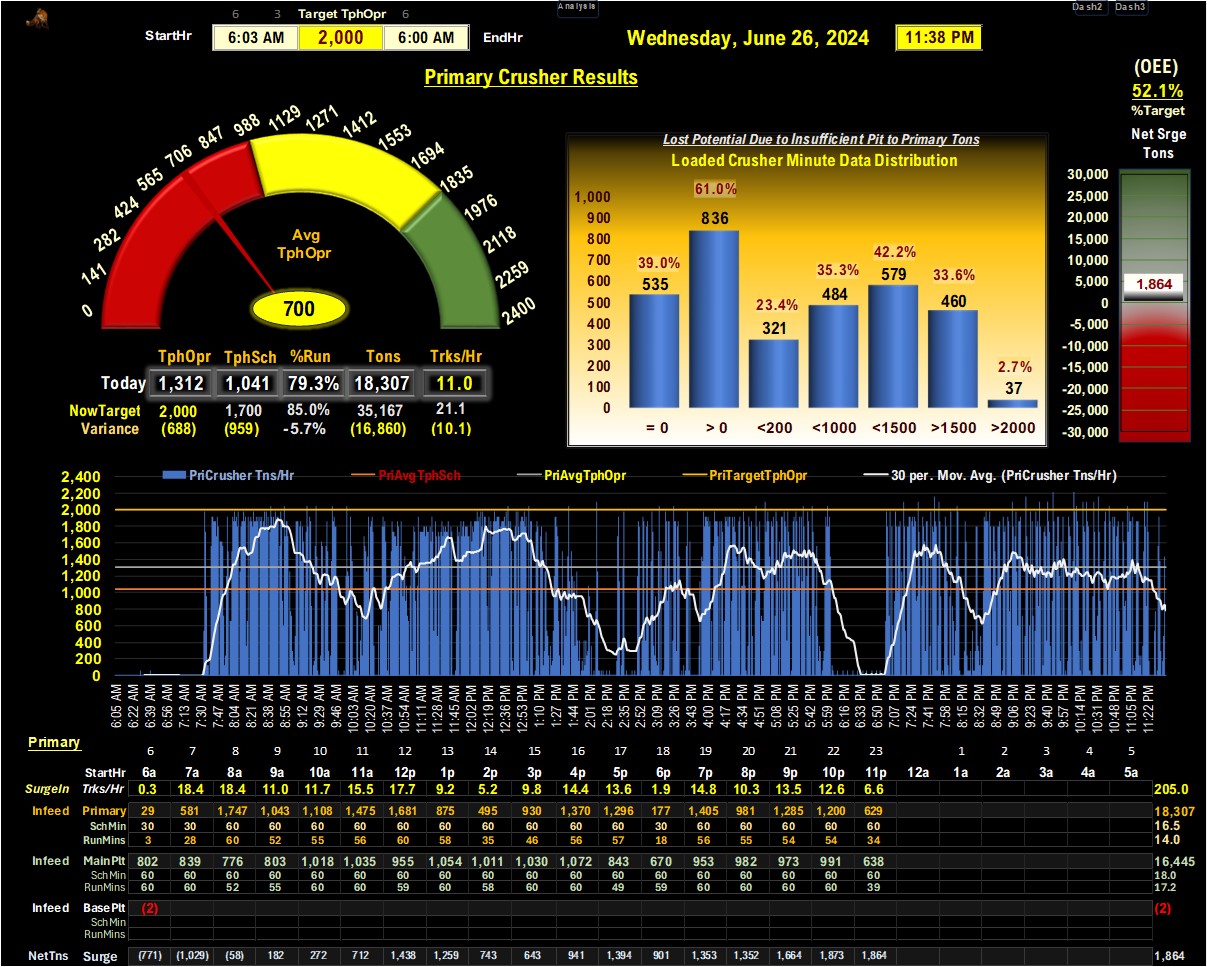 6 3 Target TphOpr 6 Analysis Dash2 Dash3
StartHr 6:03 AM 2,000 6:00 AM EndHr Wednesday, June 26, 2024 11:38 PM
Primary Crusher Results
(OEE)
52.1%
%Target
Net Srge
Tons
0 141 282 424 565 706 847 988 1129 1271 1412 1553 1694 1835 1976 2118 2259 2400
Avg
TphOpr
700
Lost Potential Due to Insufficient Pit to Primary Tons
Loaded Crusher Minute Data Distribution
1,000
900
800
700
600
500
400
300
200
100
0
39.0% 61.0% 23.4% 35.3% 42.2% 33.6% 2.7%
535 836 321 484 579 460 37
= 0 > 0 <200 <1000 <1500 >1500 >2000
30,000
25,000
20,000
15,000
10,000
5,000
0
-5,000
-10,000
-15,000
-20,000
-25,000
-30,000
1,864
TphOpr TphSch %Run Tons Trks/Hr
Today 1,312 1,041 79.3% 18,307 11.0
NowTarget 2,000 1,700 85.0% 35,167 21.1
Variance (688) (959) -5.7% (16,860) (10.1)
PriCrusher Tns/Hr PriAvgTphSch PriAvgTphOpr PriTargetTphOpr 30 per. Mov. Avg. (PriCrusher Tns/Hr)
2,400
2,200
2,000
1,800
1,600
1,400
1,200
1,000
800
600
400
200
0
6:05 AM 6:22 AM 6:39 AM 6:56 AM 7:13 AM 7:30 AM 7:47 AM 8:04 AM 8:21 AM 8:38 AM 8:55 AM 9:12 AM 9:29 AM 9:46 AM 10:03 AM 10:20 AM 10:37 AM 10:54 AM 11:11 AM 11:28 AM 11:45 AM 12:02 PM 12:19 PM 12:36 PM 12:53 PM 1:10 PM 1:27 PM 1:44 PM 2:01 PM 2:18 PM 2:35 PM 2:52 PM 3:09 PM 3:26 PM 3:43 PM 4:00 PM 4:17 PM 4:34 PM 4:51 PM 5:08 PM 5:25 PM 5:42 PM 5:59 PM 6:16 PM 6:33 PM 6:50 PM 7:07 PM 7:24 PM 7:41 PM 7:58 PM 8:15 PM 8:32 PM 8:49 PM 9:06 PM 9:23 PM 9:40 PM 9:57 PM 10:14 PM 10:31 PM 10:48 PM 11:05 PM 11:22 PM
Primary 6 7 8 9 10 11 12 13 14 15 16 17 18 19 20 21 22 23 1 2 3 4 5
StartHr 6a 7a 8a 9a 10a 11a 12p 1p 2p 3p 4p 5p 6p 7p 8p 9p 10p 11p 12a 1a 2a 3a 4a 5a
SurgeIn Trks/Hr 0.3 18.4 18.4 11.0 11.7 15.5 17.7 9.2 5.2 9.8 14.4 13.6 1.9 14.8 10.3 13.5 12.6 6.6 205.0
Infeed Primary 29 581 1,747 1,043 1,108 1,475 1,681 875 495 930 1,370 1,296 177 1,405 981 1,285 1,200 629 18,307
SchMin 30 30 60 60 60 60 60 60 60 60 60 60 30 60 60 60 60 60 16.5
RunMins 3 28 60 52 55 56 60 58 35 46 56 57 18 56 55 54 54 34 14.0
Infeed MainPlt 802 839 776 803 1,018 1,035 955 1,054 1,011 1,030 1,072 843 670 953 982 973 991 638 16,445
SchMin 60 60 60 60 60 60 60 60 60 60 60 60 60 60 60 60 60 60 18.0
RunMins 60 60 52 55 60 60 59 60 58 60 60 49 59 60 60 60 60 39 17.2
Infeed BasePlt (2) (2)
SchMin
RunMins
NetTns Surge (771) (1,029) (58) 182 272 712 1,438 1,259 743 643 941 1,394 901 1,353 1,352 1,664 1,873 1,864 1,864